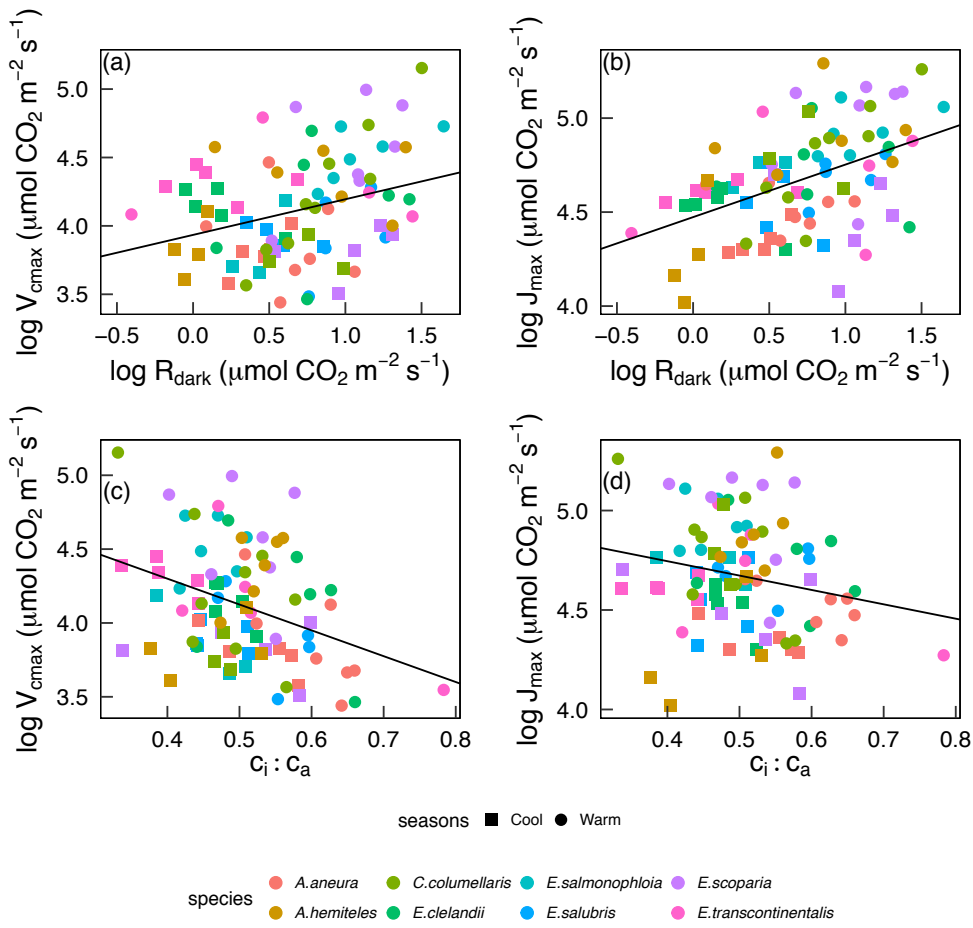 (a)
log Vcmax (μmol CO2 m−2 s−1)
5.0
4.5
4.0
3.5
−0.5 0.0 0.5 1.0 1.5
log Rdark (μmol CO2 m−2 s−1)
(b)
log Jmax (μmol CO2 m−2 s−1)
5.0
4.5
4.0
−0.5 0.0 0.5 1.0 1.5
log Rdark (μmol CO2 m−2 s−1)
(c)
log Vcmax (μmol CO2 m−2 s−1)
5.0
4.5
4.0
3.5
0.4 0.5 0.6 0.7 0.8
ci : ca
(d)
log Jmax (μmol CO2 m−2 s−1)
5.0
4.5
4.0
0.4 0.5 0.6 0.7 0.8
ci : ca
seasons Cool Warm
species
A.aneura C.columellaris E.salmonophloia E.scoparia
A.hemiteles E.clelandii E.salubris E.transcontinentalis